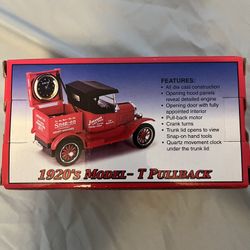 FEATURES:
• All die cast construction
• Opening hood panels
reveal detailed engine
• Opening door with fully
appointed interior
• Pull-back motor
• Crank turns
• Trunk lid opens to view
Snap-on hand tools
• Quartz movement clock
under the trunk lid
1920's MODEL-T PULLBACK